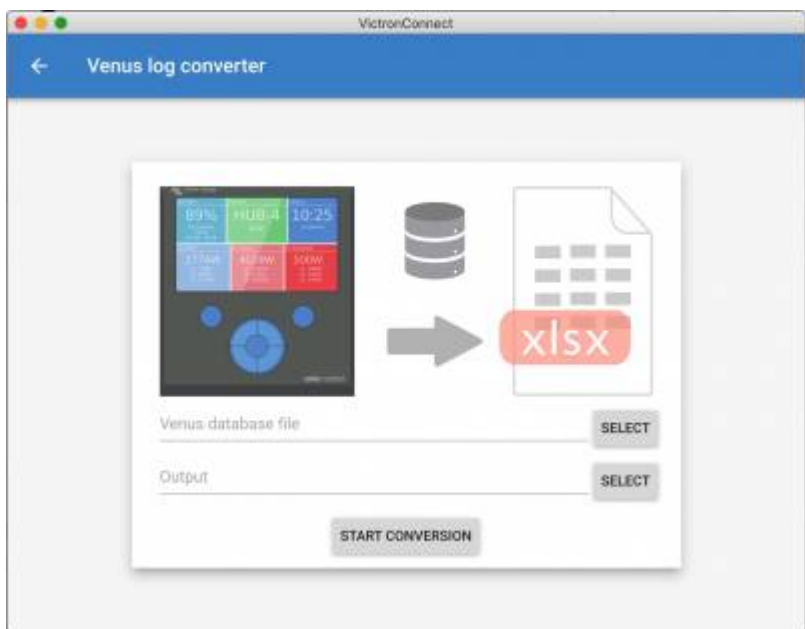 VictronConnect
Venus log converter
89% HUB-4 10:25
xlsx
Venus database file
SELECT
Output
SELECT
START CONVERSION